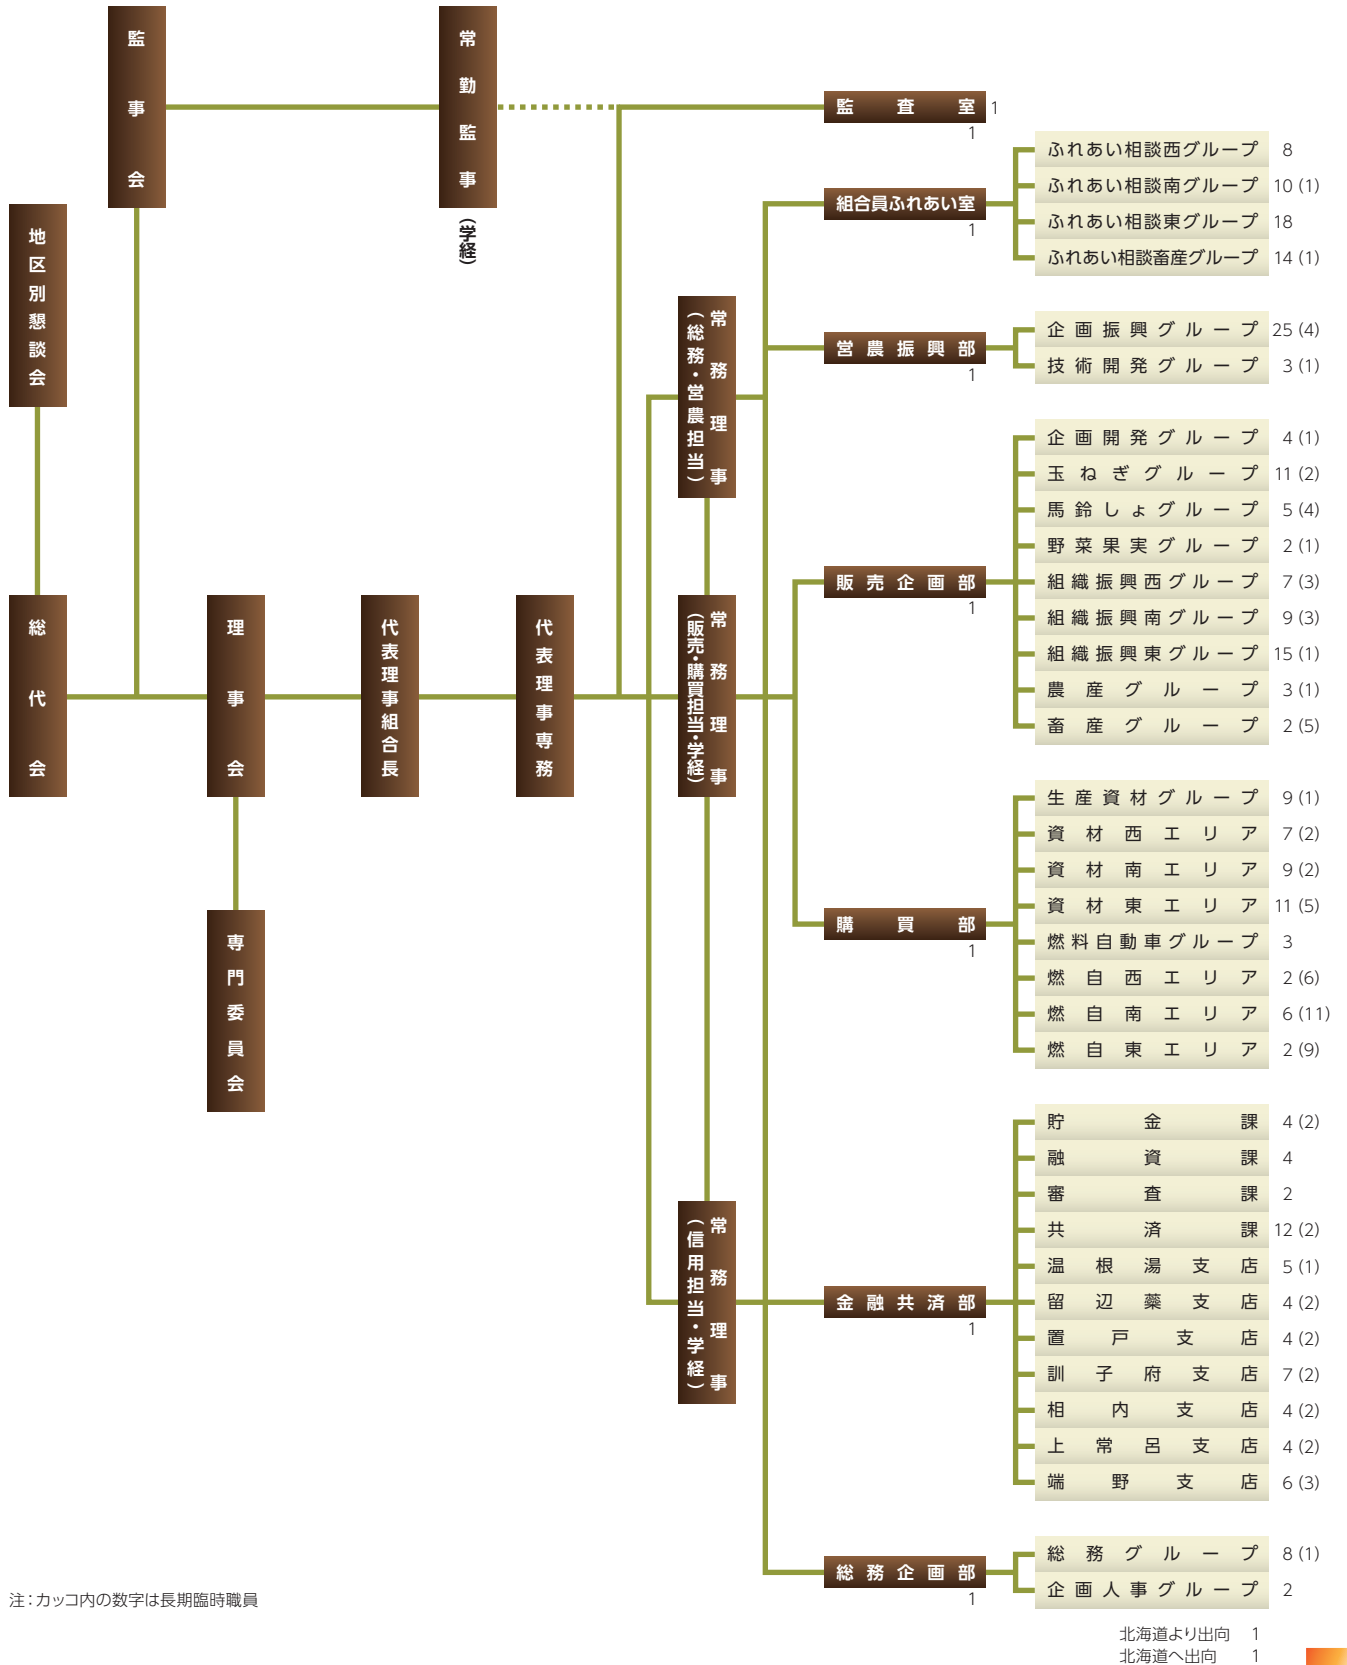 監事会
常勤監事
(学経)
地区別懇談会
総代会
理事会
専門委員会
代表理事組合長
代表理事専務
常務理事
(総務・営農担当)
常務理事
(販売・購買担当・学経)
常務理事
(信用担当・学経)
監査室 1
1
組合員ふれあい室
1
ふれあい相談西グループ 8
ふれあい相談南グループ 10 (1)
ふれあい相談東グループ 18
ふれあい相談畜産グループ 14 (1)
営農振興部
1
企画振興グループ 25 (4)
技術開発グループ 3 (1)
販売企画部
1
企画開発グループ 4 (1)
玉ねぎグループ 11 (2)
馬鈴しょグループ 5 (4)
野菜果実グループ 2 (1)
組織振興西グループ 7 (3)
組織振興南グループ 9 (3)
組織振興東グループ 15 (1)
農産グループ 3 (1)
畜産グループ 2 (5)
購買部
1
生産資材グループ 9 (1)
資材西エリア 7 (2)
資材南エリア 9 (2)
資材東エリア 11 (5)
燃料自動車グループ 3
燃自西エリア 2 (6)
燃自南エリア 6 (11)
燃自東エリア 2 (9)
金融共済部
1
貯金課 4 (2)
融資課 4
審査課 2
共済課 12 (2)
温根湯支店 5 (1)
留辺蘂支店 4 (2)
置戸支店 4 (2)
訓子府支店 7 (2)
相内支店 4 (2)
上常呂支店 4 (2)
端野支店 6 (3)
総務企画部
1
総務グループ 8 (1)
企画人事グループ 2
注：カッコ内の数字は長期臨時職員
北海道より出向 1
北海道へ出向 1